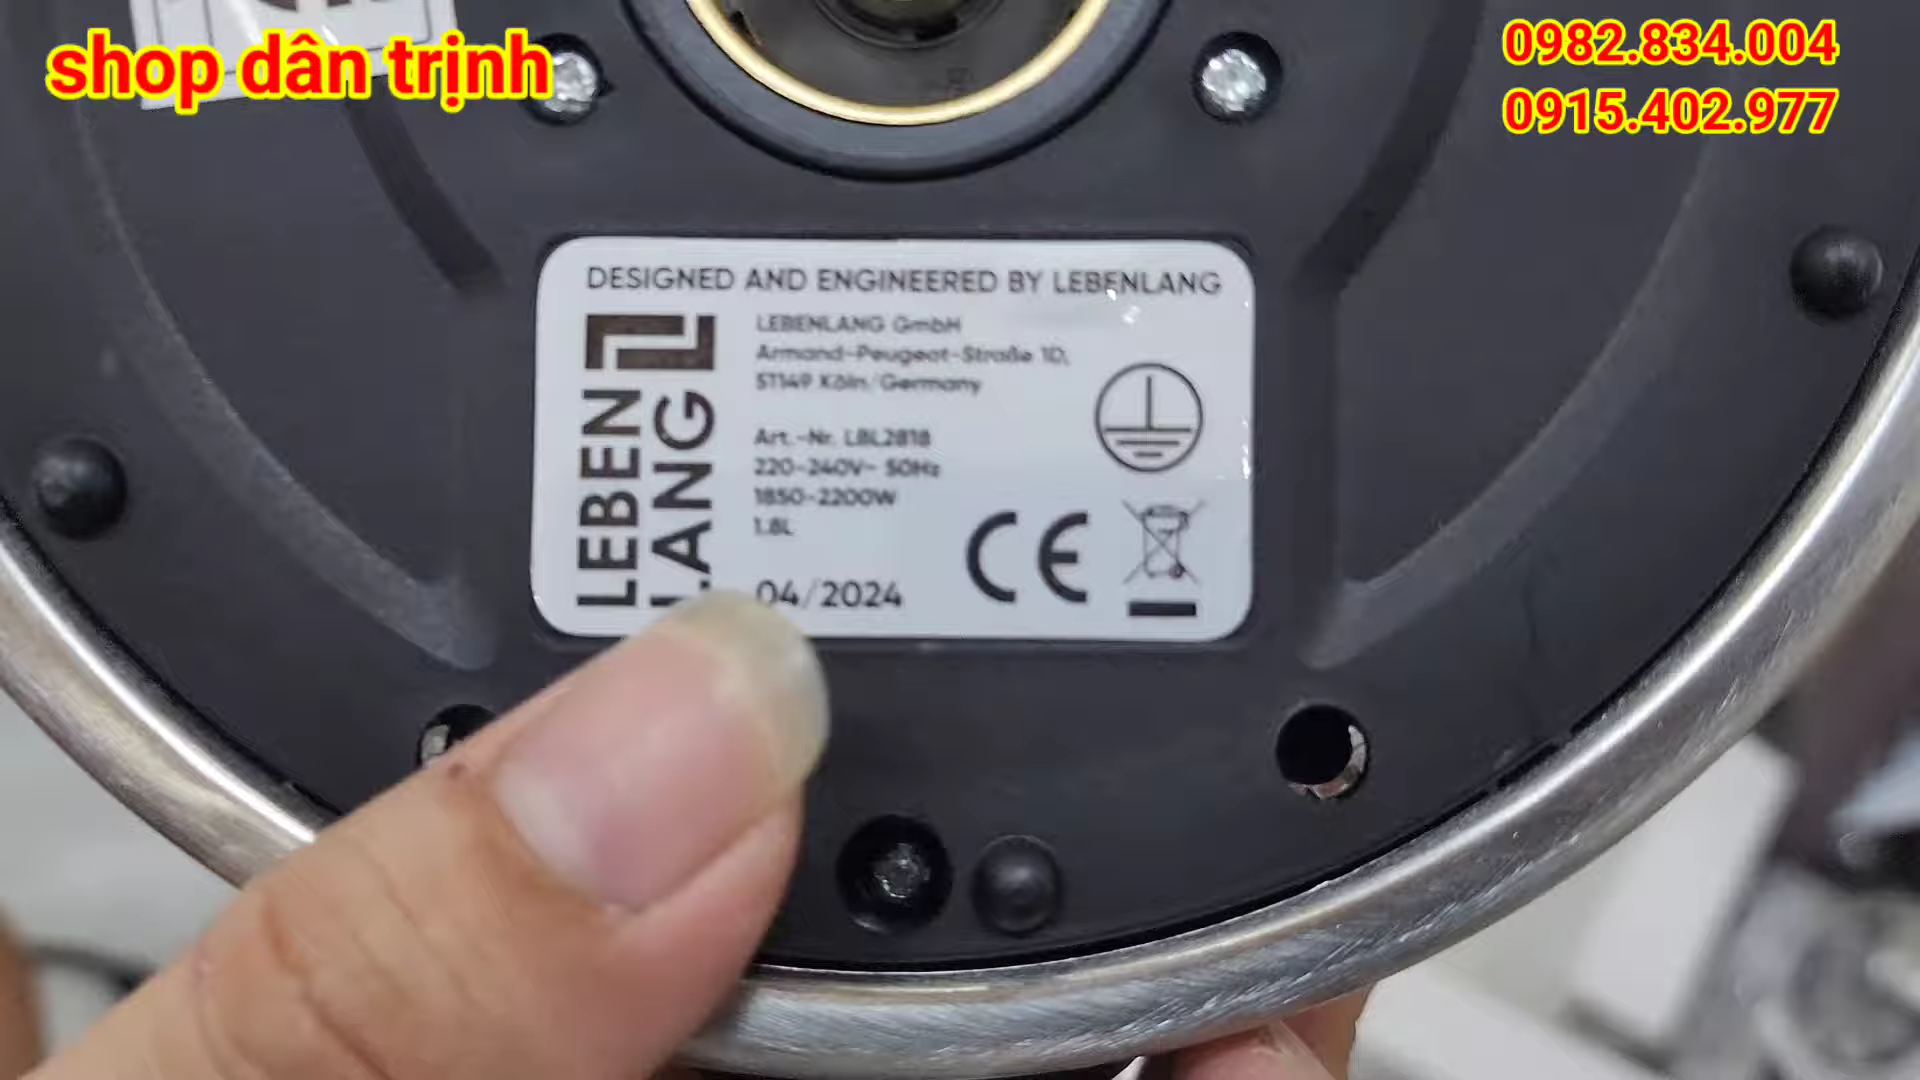 shop dân trịnh
0982.834.004
0915.402.977
DESIGNED AND ENGINEERED BY LEBENLANG
LEBEN
LANG
LEBENLANG GmbH
Armand-Peugeot-Straße 10,
51149 Köln/Germany
Art.-Nr. LBL2818
220-240V~ 50Hz
1850-2200W
1.8L
04/2024
CE